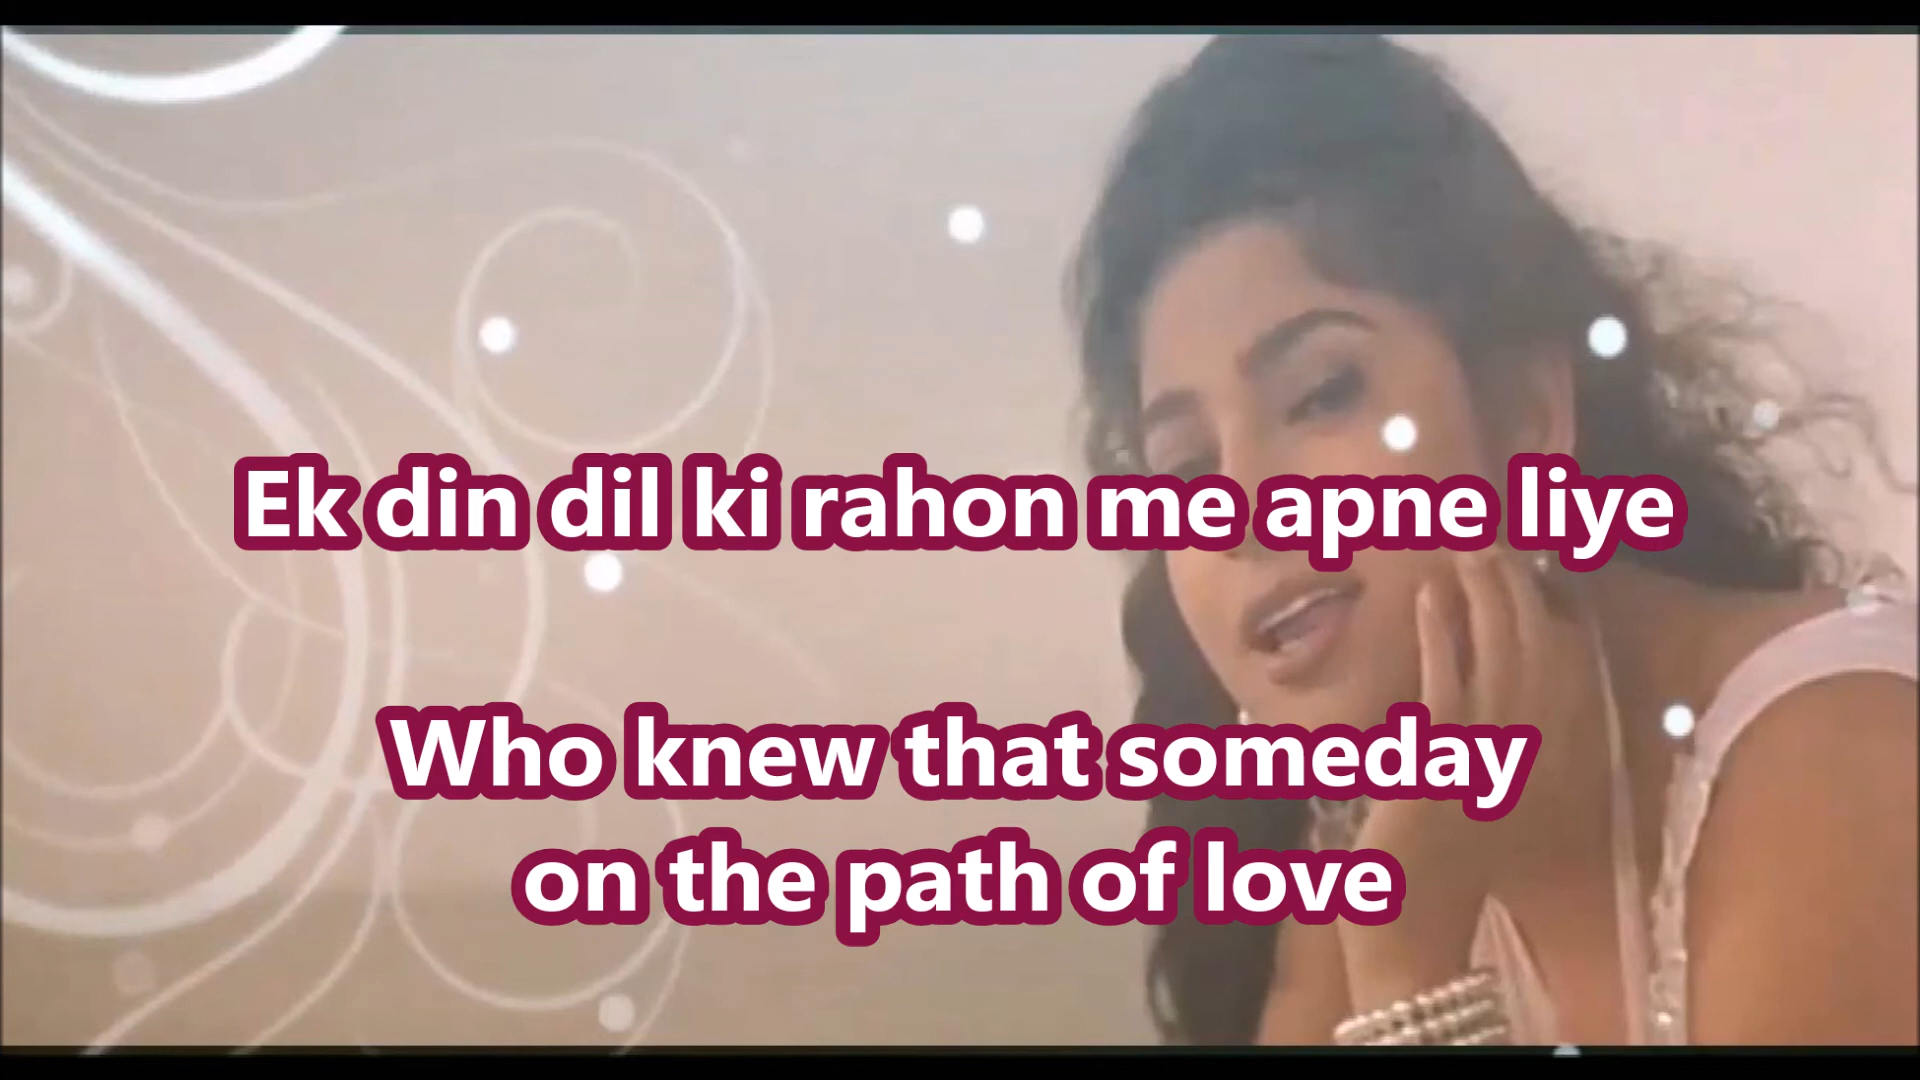 Ek din dil ki rahon me apne liye
Who knew that someday
on the path of love